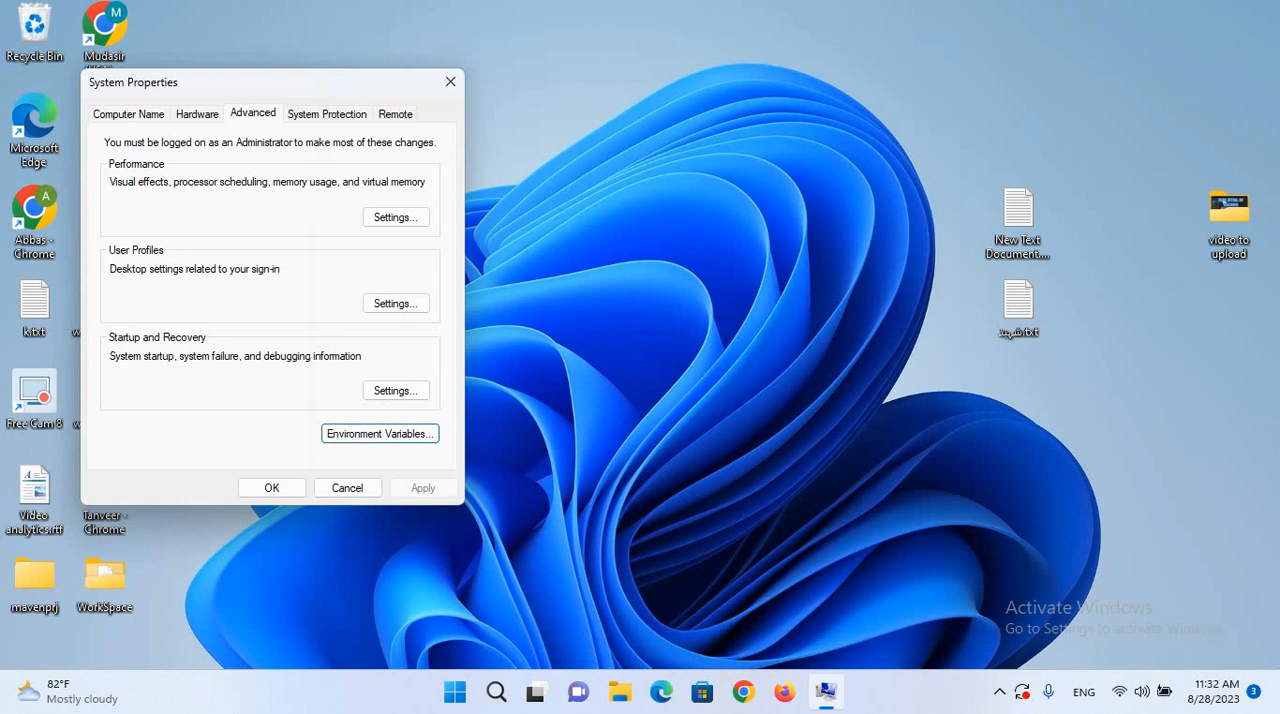 Recycle Bin
M
Mudasir
System Properties
Computer Name
Hardware
Advanced
System Protection
Remote
You must be logged on as an Administrator to make most of these changes.
Performance
Visual effects, processor scheduling, memory usage, and virtual memory
Settings...
User Profiles
Desktop settings related to your sign-in
Settings...
Startup and Recovery
System startup, system failure, and debugging information
Settings...
Environment Variables...
OK
Cancel
Apply
Microsoft
Edge
A
Abbas -
Chrome
k.txt
Free Cam 8
Video
analytics.rtf
Tanveer -
Chrome
mavenprj
WorkSpace
New Text
Document....
video to
upload
Activate Windows
Go to Settings to activate Windows.
82°F
Mostly cloudy
ENG
11:32 AM
8/28/2023
3